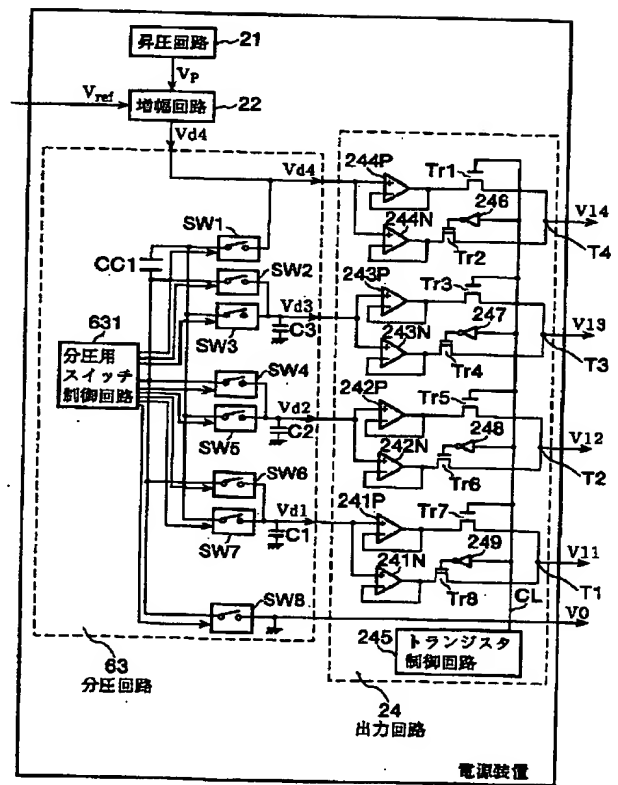 昇圧回路
21
VP
Vref
増幅回路
22
Vd4
Vd4
244P
Tr1
246
SW1
Vl4
CC1
244N
Tr2
T4
SW2
243P
Tr3
Vd3
247
SW3
C3
Vl3
631
243N
Tr4
T3
分圧用
スイッチ
制御回路
SW4
242P
Tr5
Vd2
248
SW5
C2
Vl2
242N
Tr6
T2
SW6
241P
Tr7
Vd1
249
SW7
C1
Vl1
241N
Tr8
T1
CL
V0
SW8
245
トランジスタ
制御回路
63
分圧回路
24
出力回路
電源装置